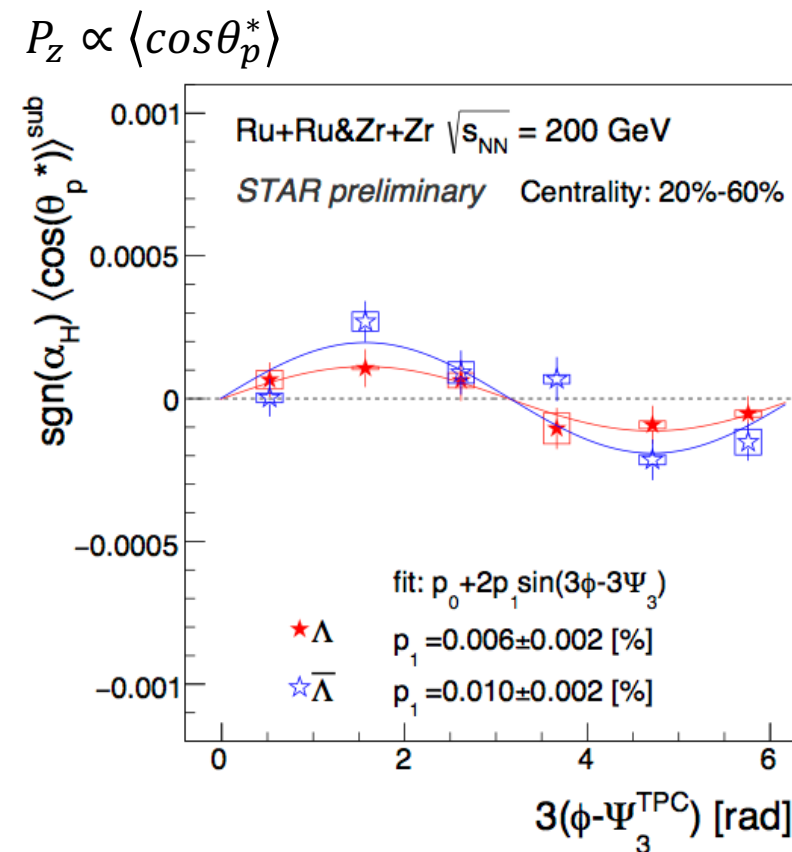 P_z ∝ ⟨cosθ_p^*⟩
sgn(α_H) ⟨cos(θ_p*)⟩^sub
0.001
0.0005
0
−0.0005
−0.001
Ru+Ru&Zr+Zr √s_NN = 200 GeV
STAR preliminary Centrality: 20%-60%
fit: p_0+2p_1sin(3φ-3Ψ_3)
Λ p_1=0.006±0.002 [%]
Λ̅ p_1=0.010±0.002 [%]
0 2 4 6
3(φ-Ψ_3^TPC) [rad]